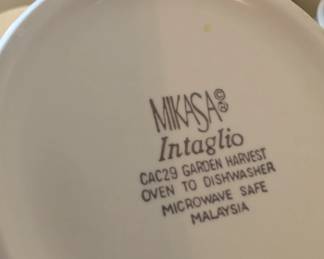 MIKASA ©®
Intaglio
CAC29 GARDEN HARVEST
OVEN TO DISHWASHER
MICROWAVE SAFE
MALAYSIA